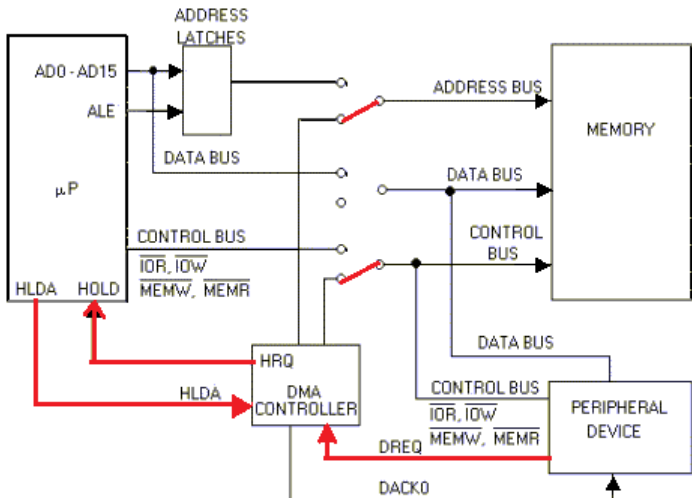 ADDRESS
LATCHES
AD0 - AD15
ALE
μP
DATA BUS
CONTROL BUS
IOR, IOW
MEMW, MEMR
HLDA
HOLD
ADDRESS BUS
MEMORY
DATA BUS
CONTROL
BUS
HRQ
DMA
CONTROLLER
HLDA
DATA BUS
CONTROL BUS
IOR, IOW
MEMW, MEMR
PERIPHERAL
DEVICE
DREQ
DACK0